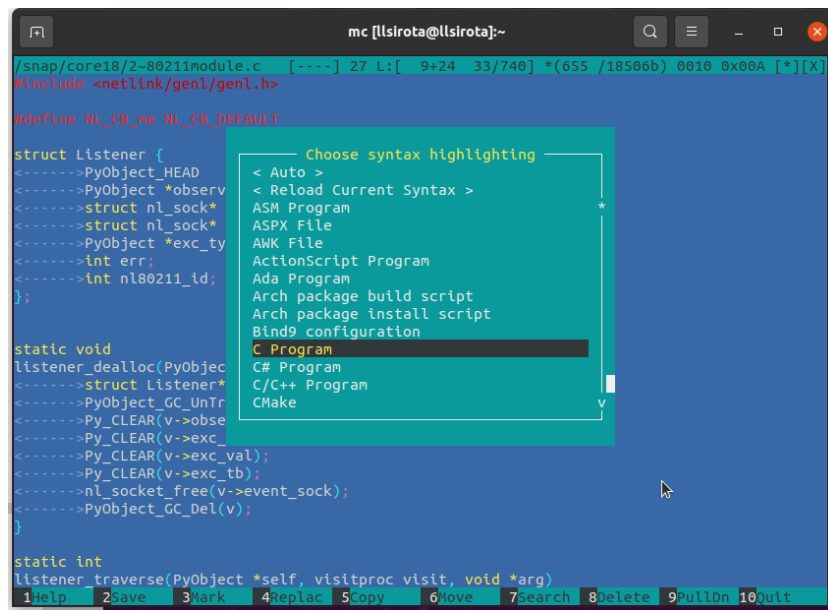 mc [llsirota@llsirota]:~
/snap/core18/2~80211module.c [----] 27 L:[ 9+24 33/740] *(655 /18506b) 0010 0x00A [*][X]
#include <netlink/genl/genl.h>
#define NL_CB_me NL_CB_DEFAULT
struct Listener {
<------>PyObject_HEAD
<------>PyObject *observ
<------>struct nl_sock*
<------>struct nl_sock*
<------>PyObject *exc_ty
<------>int err;
<------>int nl80211_id;
};
static void
listener_dealloc(PyObjec
<------>struct Listener*
<------>PyObject_GC_UnTr
<------>Py_CLEAR(v->obse
<------>Py_CLEAR(v->exc_
<------>Py_CLEAR(v->exc_val);
<------>Py_CLEAR(v->exc_tb);
<------>nl_socket_free(v->event_sock);
<------>PyObject_GC_Del(v);
}
static int
listener_traverse(PyObject *self, visitproc visit, void *arg)
Choose syntax highlighting
< Auto >
< Reload Current Syntax >
ASM Program *
ASPX File
AWK File
ActionScript Program
Ada Program
Arch package build script
Arch package install script
Bind9 configuration
C Program
C# Program
C/C++ Program
CMake v
1Help 2Save 3Mark 4Replac 5Copy 6Move 7Search 8Delete 9PullDn 10Quit